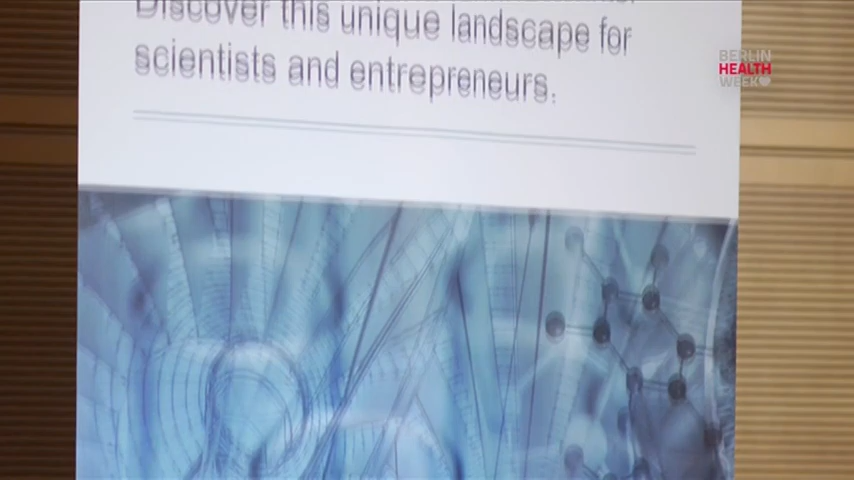 Discover this unique landscape for
scientists and entrepreneurs.
BERLIN
HEALTH
WEEK